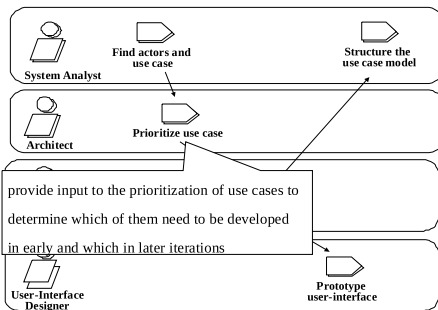 Find actors and
use case
Structure the
use case model
System Analyst
Prioritize use case
Architect
provide input to the prioritization of use cases to
determine which of them need to be developed
in early and which in later iterations
User-Interface
Designer
Prototype
user-interface